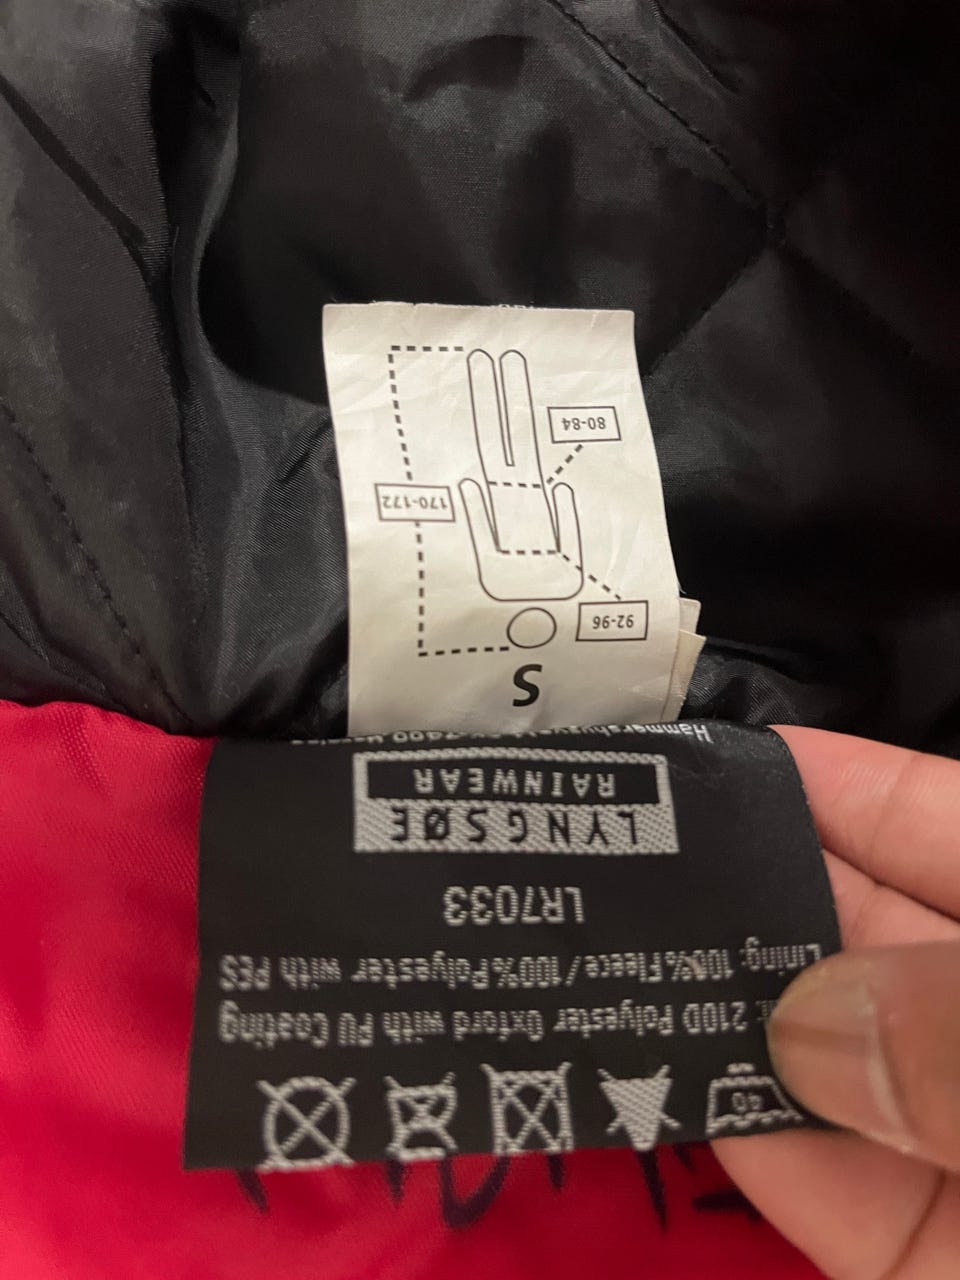 40
210D Polyester Oxford with PU Coating
Lining: 100% Fleece/100% Polyester with PES
LR7033
LYNGSØE
RAINWEAR
7400
S
92-96
170-172
80-84